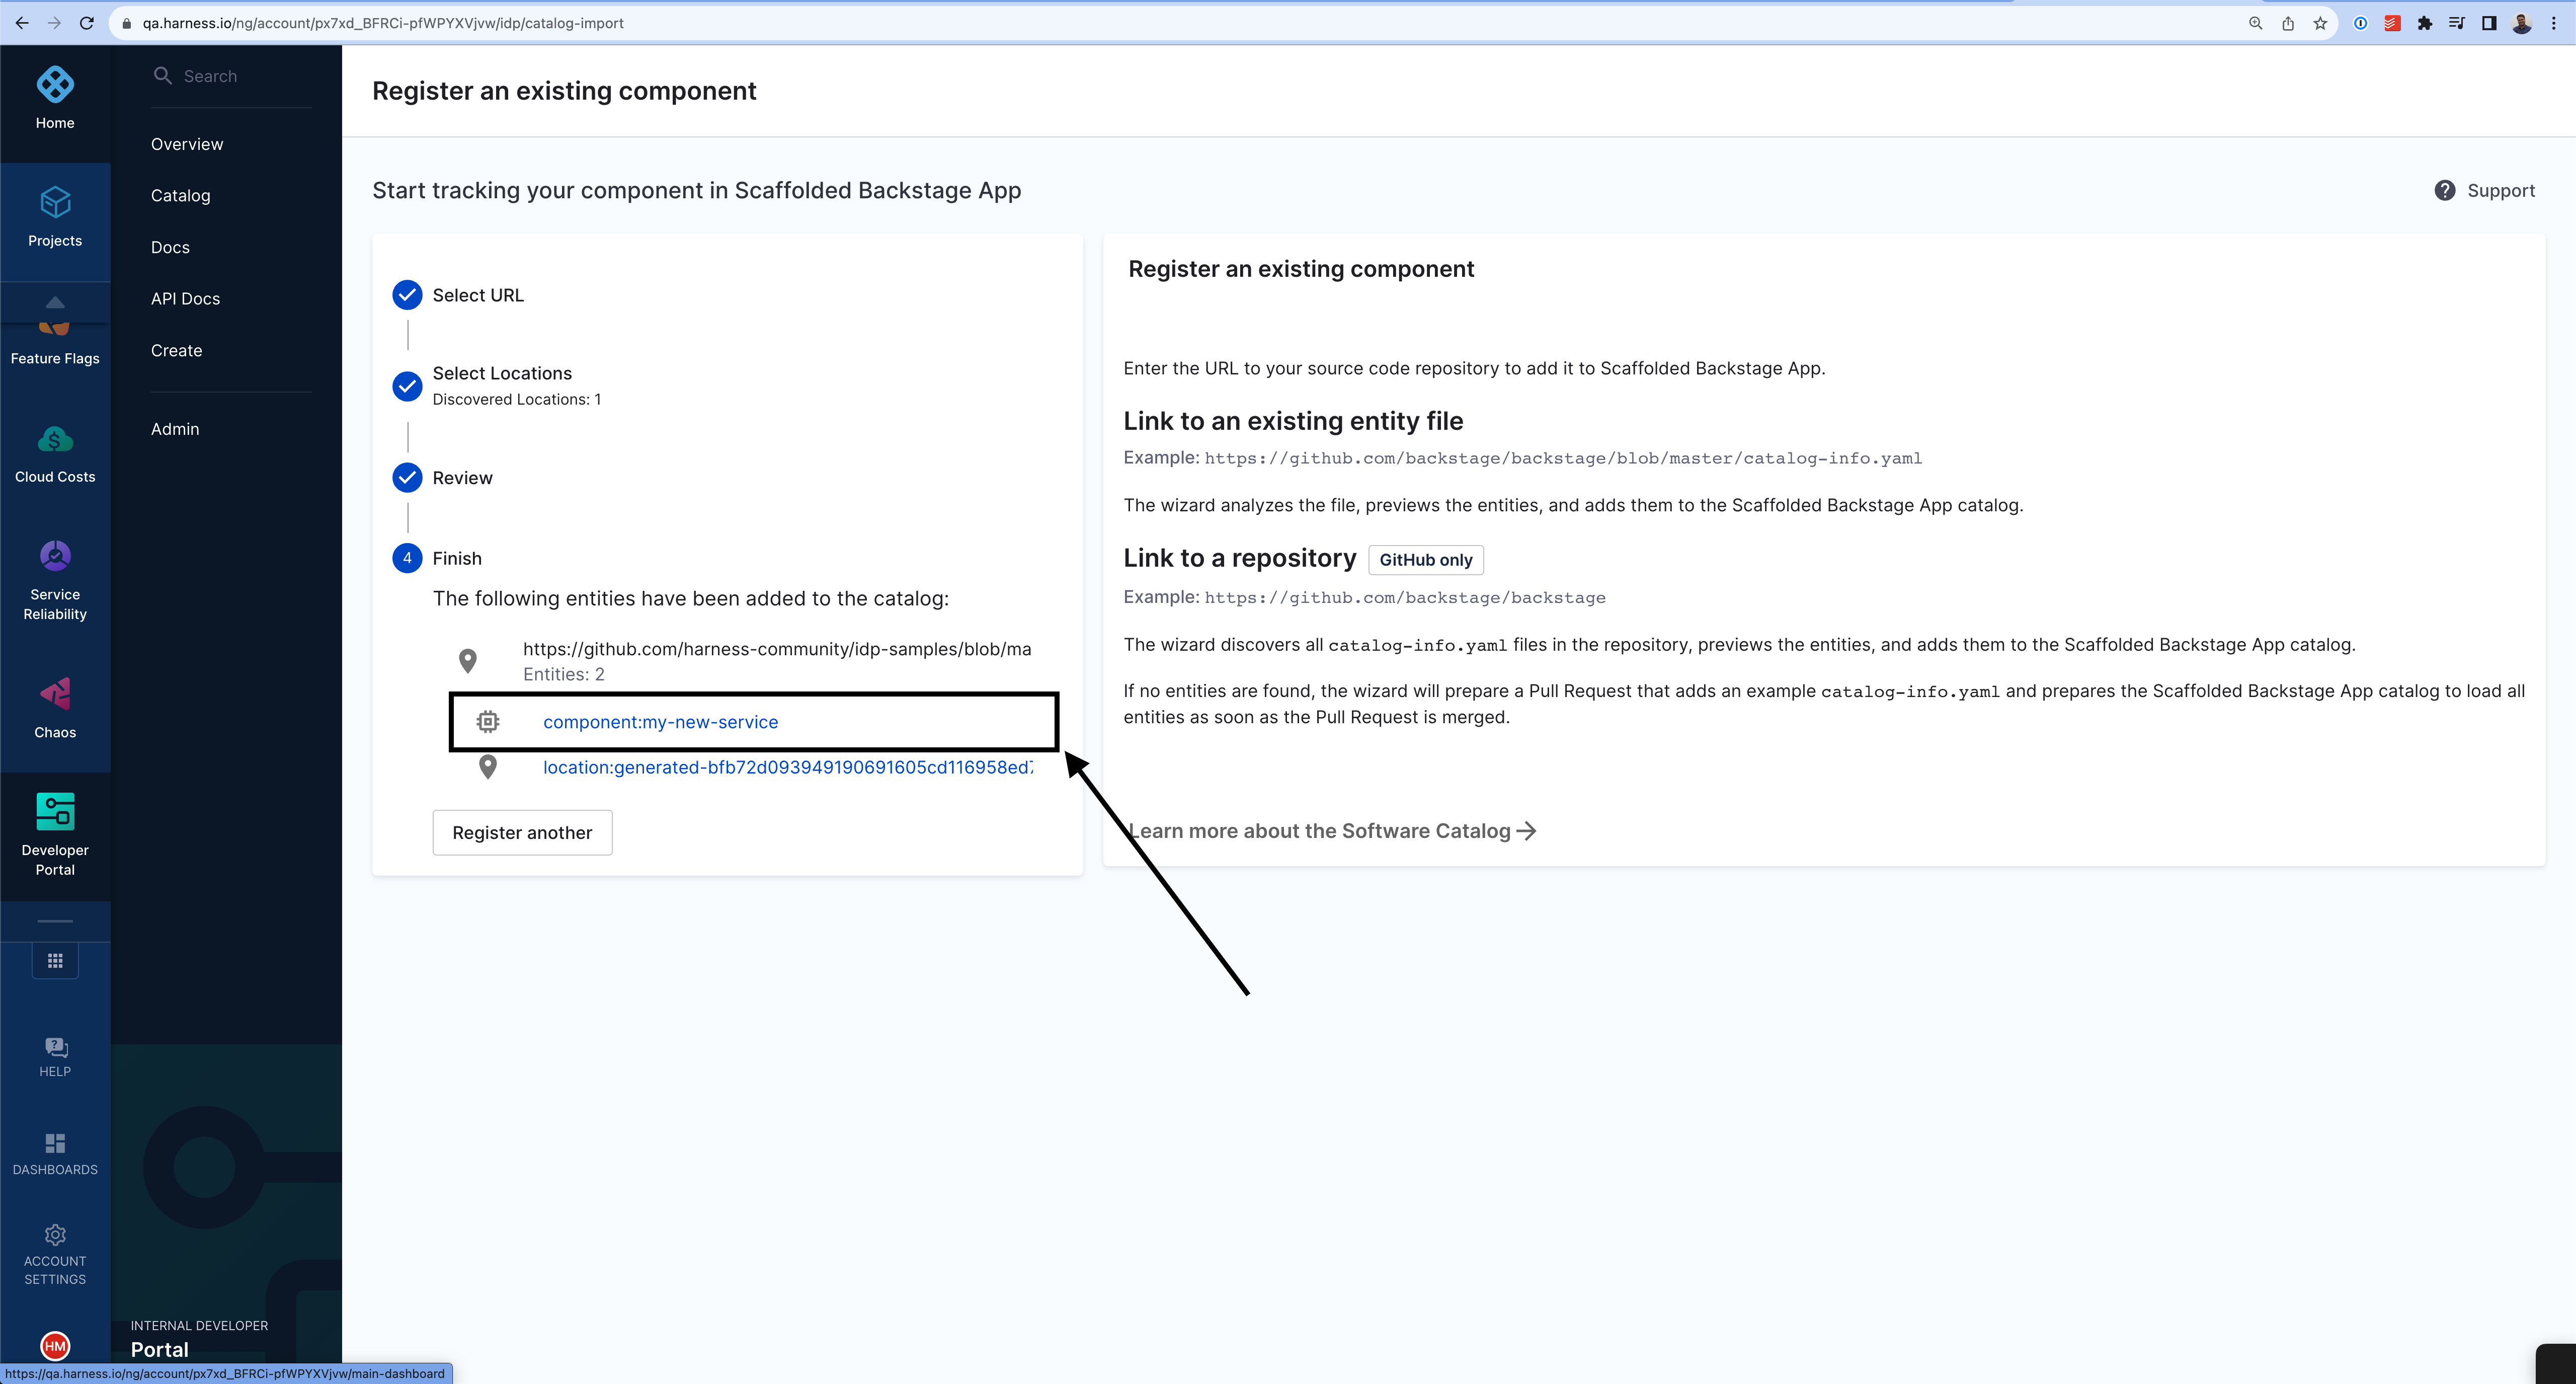 qa.harness.io/ng/account/px7xd_BFRCi-pfWPYXVjvw/idp/catalog-import
Home
Projects
Feature Flags
Cloud Costs
Service
Reliability
Chaos
Developer
Portal
HELP
DASHBOARDS
ACCOUNT
SETTINGS
HM
Search
Overview
Catalog
Docs
API Docs
Create
Admin
INTERNAL DEVELOPER
Portal
Register an existing component
Start tracking your component in Scaffolded Backstage App
Support
Select URL
Select Locations
Discovered Locations: 1
Review
4 Finish
The following entities have been added to the catalog:
https://github.com/harness-community/idp-samples/blob/ma
Entities: 2
component:my-new-service
location:generated-bfb72d093949190691605cd116958ed7
Register another
Register an existing component
Enter the URL to your source code repository to add it to Scaffolded Backstage App.
Link to an existing entity file
Example: https://github.com/backstage/backstage/blob/master/catalog-info.yaml
The wizard analyzes the file, previews the entities, and adds them to the Scaffolded Backstage App catalog.
Link to a repository GitHub only
Example: https://github.com/backstage/backstage
The wizard discovers all catalog-info.yaml files in the repository, previews the entities, and adds them to the Scaffolded Backstage App catalog.
If no entities are found, the wizard will prepare a Pull Request that adds an example catalog-info.yaml and prepares the Scaffolded Backstage App catalog to load all
entities as soon as the Pull Request is merged.
Learn more about the Software Catalog
https://qa.harness.io/ng/account/px7xd_BFRCi-pfWPYXVjvw/main-dashboard